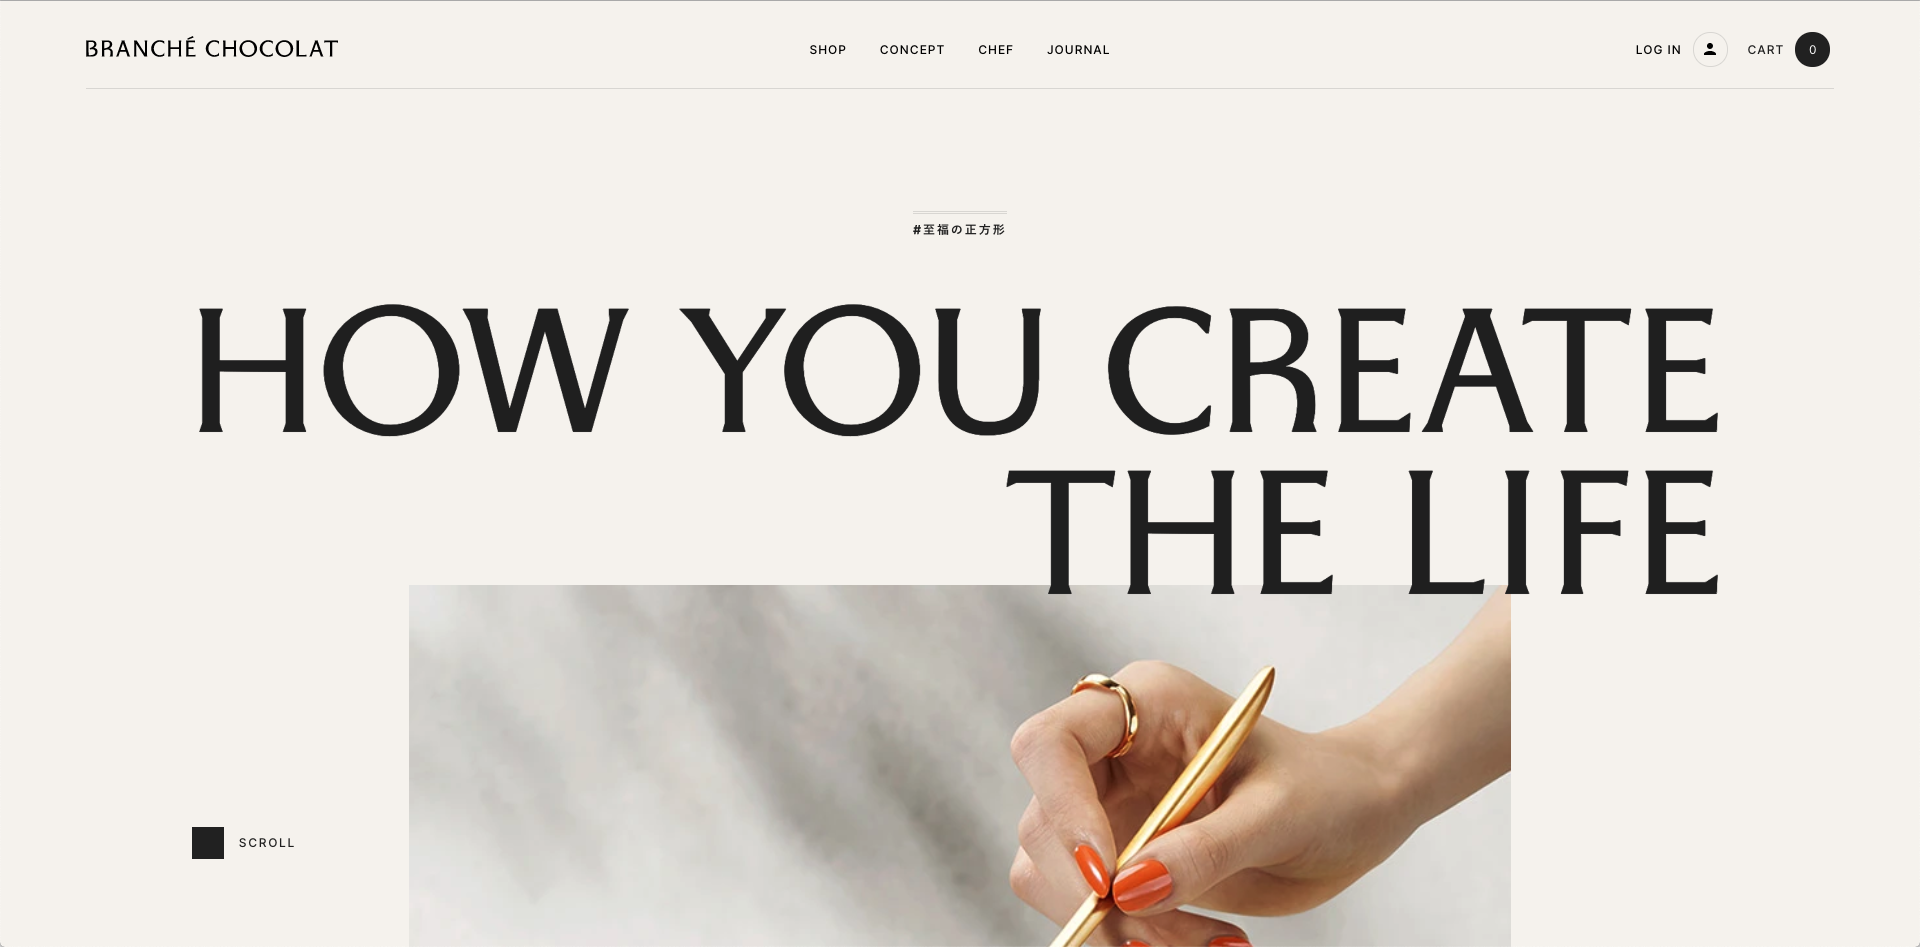 BRANCHÉ CHOCOLAT
SHOP CONCEPT CHEF JOURNAL
LOG IN
CART 0
#至福の正方形
HOW YOU CREATE
THE LIFE
SCROLL